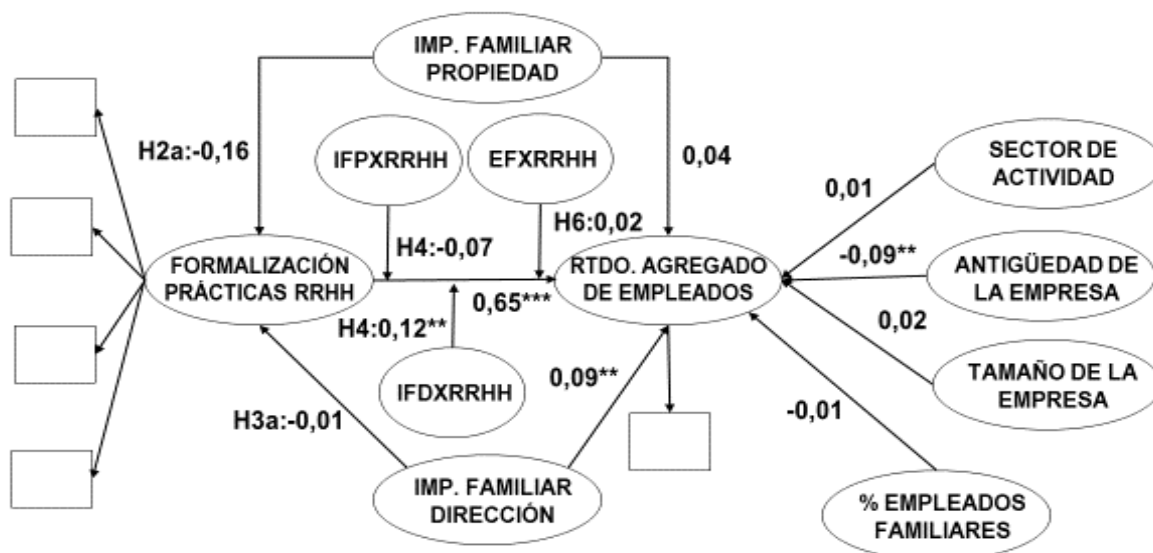 IMP. FAMILIAR
PROPIEDAD
H2a:-0,16
IFPXRRHH
EFXRRHH
0,04
SECTOR DE
ACTIVIDAD
0,01
H4:-0,07
H6:0,02
FORMALIZACIÓN
PRÁCTICAS RRHH
RTDO. AGREGADO
DE EMPLEADOS
-0,09**
ANTIGÜEDAD DE
LA EMPRESA
0,65***
H4:0,12**
0,02
IFDXRRHH
0,09**
TAMAÑO DE LA
EMPRESA
H3a:-0,01
-0,01
IMP. FAMILIAR
DIRECCIÓN
% EMPLEADOS
FAMILIARES